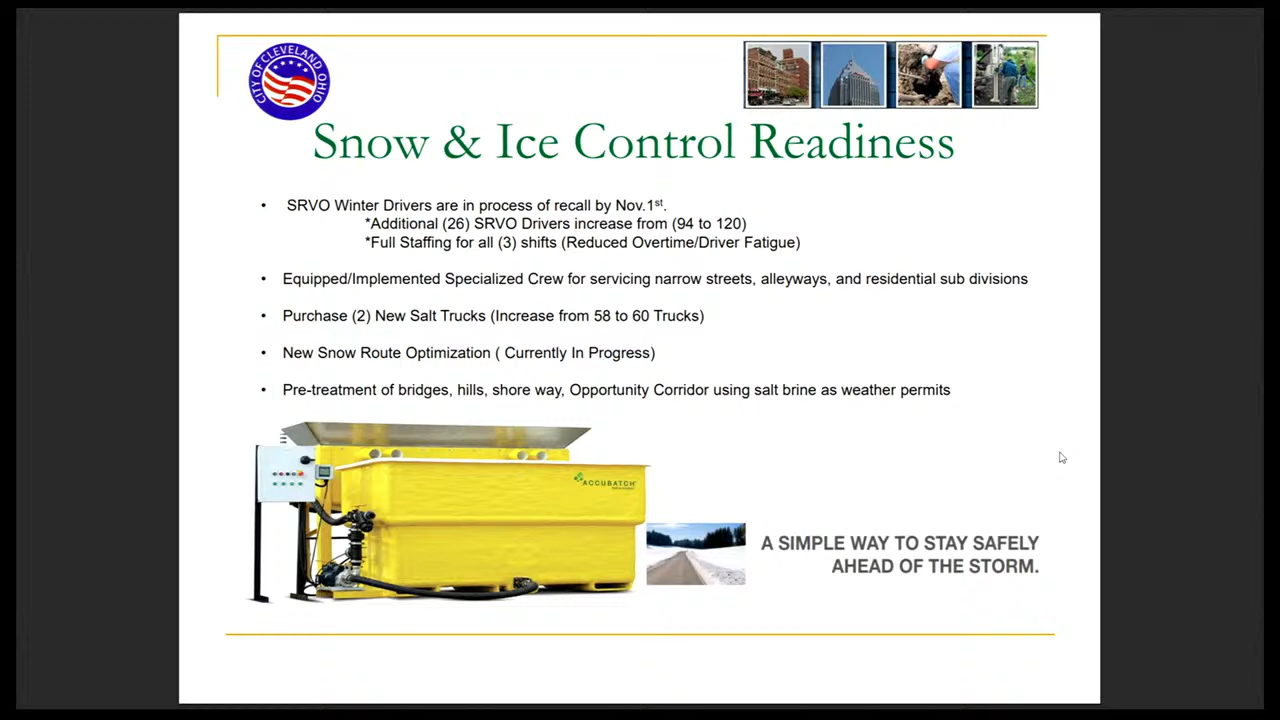 CITY OF CLEVELAND OHIO
Snow & Ice Control Readiness
• SRVO Winter Drivers are in process of recall by Nov.1st.
*Additional (26) SRVO Drivers increase from (94 to 120)
*Full Staffing for all (3) shifts (Reduced Overtime/Driver Fatigue)
• Equipped/Implemented Specialized Crew for servicing narrow streets, alleyways, and residential sub divisions
• Purchase (2) New Salt Trucks (Increase from 58 to 60 Trucks)
• New Snow Route Optimization ( Currently In Progress)
• Pre-treatment of bridges, hills, shore way, Opportunity Corridor using salt brine as weather permits
ACCUBATCH
A SIMPLE WAY TO STAY SAFELY
AHEAD OF THE STORM.